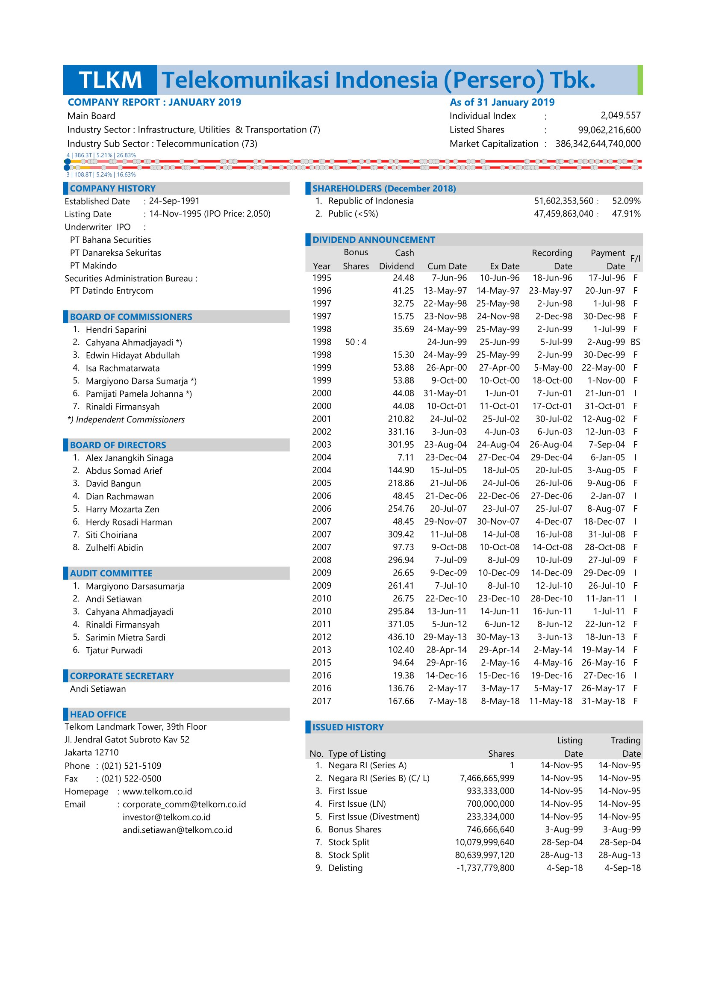 TLKM Telekomunikasi Indonesia (Persero) Tbk.
COMPANY REPORT : JANUARY 2019
Main Board
Industry Sector : Infrastructure, Utilities & Transportation (7)
Industry Sub Sector : Telecommunication (73)
As of 31 January 2019
Individual Index : 2,049.557
Listed Shares : 99,062,216,600
Market Capitalization : 386,342,644,740,000
4 | 386.3T | 5.21% | 26.83%
3 | 108.8T | 5.24% | 16.63%
COMPANY HISTORY
Established Date : 24-Sep-1991
Listing Date : 14-Nov-1995 (IPO Price: 2,050)
Underwriter IPO :
PT Bahana Securities
PT Danareksa Sekuritas
PT Makindo
Securities Administration Bureau :
PT Datindo Entrycom
BOARD OF COMMISSIONERS
1. Hendri Saparini
2. Cahyana Ahmadjayadi *)
3. Edwin Hidayat Abdullah
4. Isa Rachmatarwata
5. Margiyono Darsa Sumarja *)
6. Pamijati Pamela Johanna *)
7. Rinaldi Firmansyah
*) Independent Commissioners
BOARD OF DIRECTORS
1. Alex Janangkih Sinaga
2. Abdus Somad Arief
3. David Bangun
4. Dian Rachmawan
5. Harry Mozarta Zen
6. Herdy Rosadi Harman
7. Siti Choiriana
8. Zulhelfi Abidin
AUDIT COMMITTEE
1. Margiyono Darsasumarja
2. Andi Setiawan
3. Cahyana Ahmadjayadi
4. Rinaldi Firmansyah
5. Sarimin Mietra Sardi
6. Tjatur Purwadi
CORPORATE SECRETARY
Andi Setiawan
HEAD OFFICE
Telkom Landmark Tower, 39th Floor
Jl. Jendral Gatot Subroto Kav 52
Jakarta 12710
Phone : (021) 521-5109
Fax : (021) 522-0500
Homepage : www.telkom.co.id
Email : corporate_comm@telkom.co.id
investor@telkom.co.id
andi.setiawan@telkom.co.id
SHAREHOLDERS (December 2018)
1. Republic of Indonesia 51,602,353,560 : 52.09%
2. Public (<5%) 47,459,863,040 : 47.91%
DIVIDEND ANNOUNCEMENT
Bonus Cash Recording Payment F/I
Year Shares Dividend Cum Date Ex Date Date Date
1995 24.48 7-Jun-96 10-Jun-96 18-Jun-96 17-Jul-96 F
1996 41.25 13-May-97 14-May-97 23-May-97 20-Jun-97 F
1997 32.75 22-May-98 25-May-98 2-Jun-98 1-Jul-98 F
1997 15.75 23-Nov-98 24-Nov-98 2-Dec-98 30-Dec-98 F
1998 35.69 24-May-99 25-May-99 2-Jun-99 1-Jul-99 F
1998 50 : 4 24-Jun-99 25-Jun-99 5-Jul-99 2-Aug-99 BS
1998 15.30 24-May-99 25-May-99 2-Jun-99 30-Dec-99 F
1999 53.88 26-Apr-00 27-Apr-00 5-May-00 22-May-00 F
1999 53.88 9-Oct-00 10-Oct-00 18-Oct-00 1-Nov-00 F
2000 44.08 31-May-01 1-Jun-01 7-Jun-01 21-Jun-01 I
2000 44.08 10-Oct-01 11-Oct-01 17-Oct-01 31-Oct-01 F
2001 210.82 24-Jul-02 25-Jul-02 30-Jul-02 12-Aug-02 F
2002 331.16 3-Jun-03 4-Jun-03 6-Jun-03 12-Jun-03 F
2003 301.95 23-Aug-04 24-Aug-04 26-Aug-04 7-Sep-04 F
2004 7.11 23-Dec-04 27-Dec-04 29-Dec-04 6-Jan-05 I
2004 144.90 15-Jul-05 18-Jul-05 20-Jul-05 3-Aug-05 F
2005 218.86 21-Jul-06 24-Jul-06 26-Jul-06 9-Aug-06 F
2006 48.45 21-Dec-06 22-Dec-06 27-Dec-06 2-Jan-07 I
2006 254.76 20-Jul-07 23-Jul-07 25-Jul-07 8-Aug-07 F
2007 48.45 29-Nov-07 30-Nov-07 4-Dec-07 18-Dec-07 I
2007 309.42 11-Jul-08 14-Jul-08 16-Jul-08 31-Jul-08 F
2007 97.73 9-Oct-08 10-Oct-08 14-Oct-08 28-Oct-08 F
2008 296.94 7-Jul-09 8-Jul-09 10-Jul-09 27-Jul-09 F
2009 26.65 9-Dec-09 10-Dec-09 14-Dec-09 29-Dec-09 I
2009 261.41 7-Jul-10 8-Jul-10 12-Jul-10 26-Jul-10 F
2010 26.75 22-Dec-10 23-Dec-10 28-Dec-10 11-Jan-11 I
2010 295.84 13-Jun-11 14-Jun-11 16-Jun-11 1-Jul-11 F
2011 371.05 5-Jun-12 6-Jun-12 8-Jun-12 22-Jun-12 F
2012 436.10 29-May-13 30-May-13 3-Jun-13 18-Jun-13 F
2013 102.40 28-Apr-14 29-Apr-14 2-May-14 19-May-14 F
2015 94.64 29-Apr-16 2-May-16 4-May-16 26-May-16 F
2016 19.38 14-Dec-16 15-Dec-16 19-Dec-16 27-Dec-16 I
2016 136.76 2-May-17 3-May-17 5-May-17 26-May-17 F
2017 167.66 7-May-18 8-May-18 11-May-18 31-May-18 F
ISSUED HISTORY
Listing Trading
No. Type of Listing Shares Date Date
1. Negara RI (Series A) 1 14-Nov-95 14-Nov-95
2. Negara RI (Series B) (C/ L) 7,466,665,999 14-Nov-95 14-Nov-95
3. First Issue 933,333,000 14-Nov-95 14-Nov-95
4. First Issue (LN) 700,000,000 14-Nov-95 14-Nov-95
5. First Issue (Divestment) 233,334,000 14-Nov-95 14-Nov-95
6. Bonus Shares 746,666,640 3-Aug-99 3-Aug-99
7. Stock Split 10,079,999,640 28-Sep-04 28-Sep-04
8. Stock Split 80,639,997,120 28-Aug-13 28-Aug-13
9. Delisting -1,737,779,800 4-Sep-18 4-Sep-18